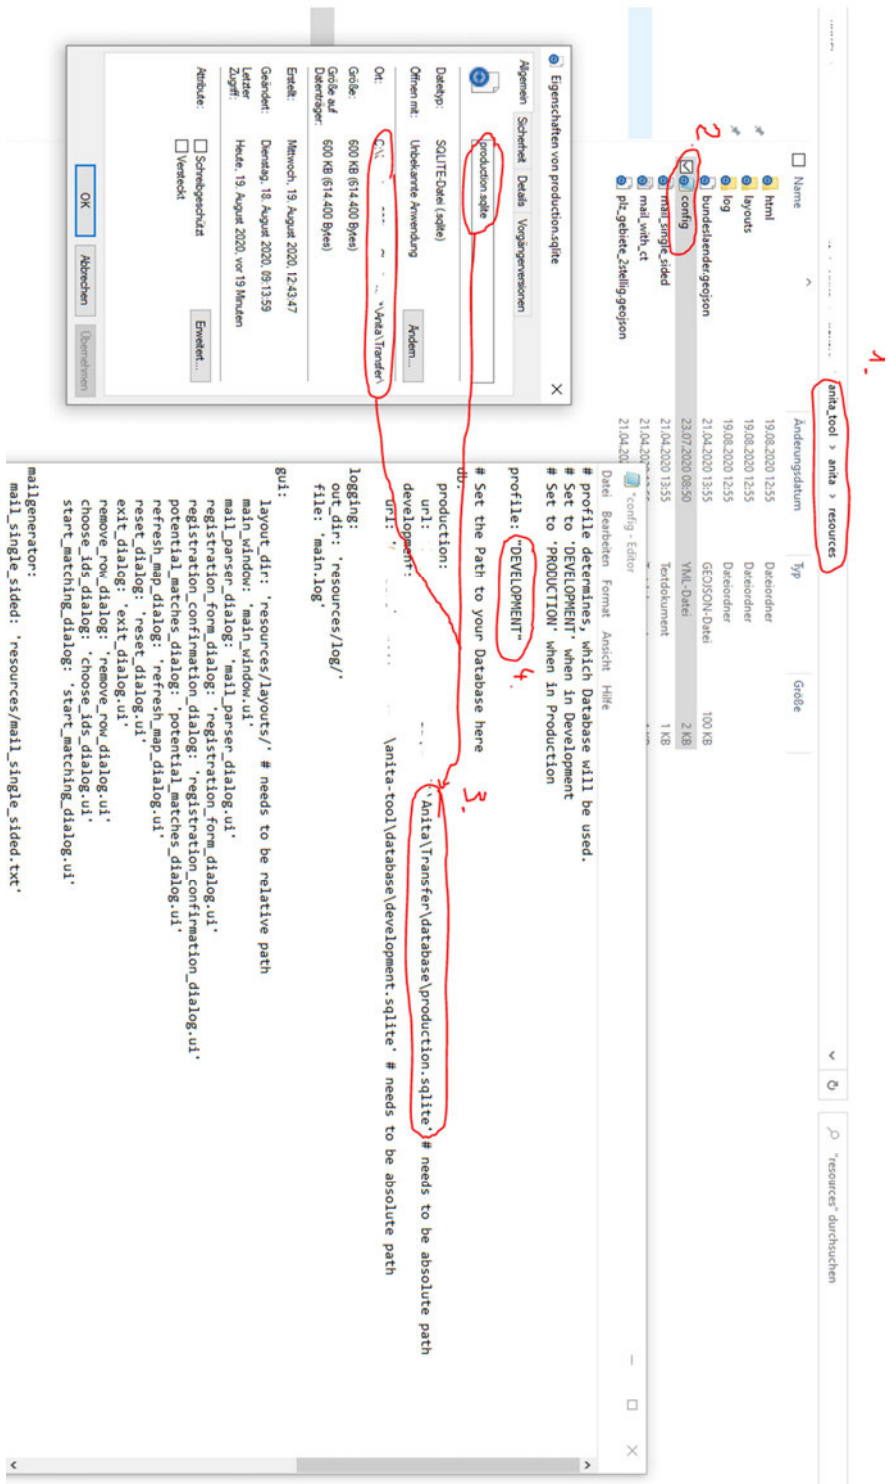 1.
anita_tool > anita > resources
"resources" durchsuchen
Name Änderungsdatum Typ Größe
html 19.08.2020 12:55 Dateiordner
layouts 19.08.2020 12:55 Dateiordner
log 19.08.2020 12:55 Dateiordner
bundeslaender.geojson 21.04.2020 13:55 GEOJSON-Datei 100 KB
2. config 23.07.2020 08:50 YML-Datei 2 KB
mail_single_sided 21.04.2020 13:55 Textdokument 1 KB
mail_with_ct 21.04.2020 13:55
plz_gebiete_2stellig.geojson 21.04.20
Eigenschaften von production.sqlite
Allgemein Sicherheit Details Vorgängerversionen
production.sqlite
Dateityp: SQLITE-Datei (.sqlite)
Öffnen mit: Unbekannte Anwendung Ändern...
Ort: C:\ \Anita\Transfer\
Größe: 600 KB (614.400 Bytes)
Größe auf Datenträger: 600 KB (614.400 Bytes)
Erstellt: Mittwoch, 19. August 2020, 12:43:47
Geändert: Dienstag, 18. August 2020, 09:13:59
Letzter Zugriff: Heute, 19. August 2020, vor 19 Minuten
Attribute: Schreibgeschützt Erweitert...
Versteckt
OK Abbrechen Übernehmen
*config - Editor
Datei Bearbeiten Format Ansicht Hilfe
# profile determines, which Database will be used.
# Set to 'DEVELOPMENT' when in Development
# Set to 'PRODUCTION' when in Production
profile: "DEVELOPMENT" 4.
# Set the Path to your Database here
db:
3.
production:
url: Anita\Transfer\database\production.sqlite' # needs to be absolute path
development:
url: ' \anita-tool\database\development.sqlite' # needs to be absolute path
logging:
out_dir: 'resources/log/'
file: 'main.log'
gui:
layout_dir: 'resources/layouts/' # needs to be relative path
main_window: 'main_window.ui'
mail_parser_dialog: 'mail_parser_dialog.ui'
registration_form_dialog: 'registration_form_dialog.ui'
registration_confirmation_dialog: 'registration_confirmation_dialog.ui'
potential_matches_dialog: 'potential_matches_dialog.ui'
refresh_map_dialog: 'refresh_map_dialog.ui'
reset_dialog: 'reset_dialog.ui'
exit_dialog: 'exit_dialog.ui'
remove_row_dialog: 'remove_row_dialog.ui'
choose_ids_dialog: 'choose_ids_dialog.ui'
start_matching_dialog: 'start_matching_dialog.ui'
mailgenerator:
mail_single_sided: 'resources/mail_single_sided.txt'